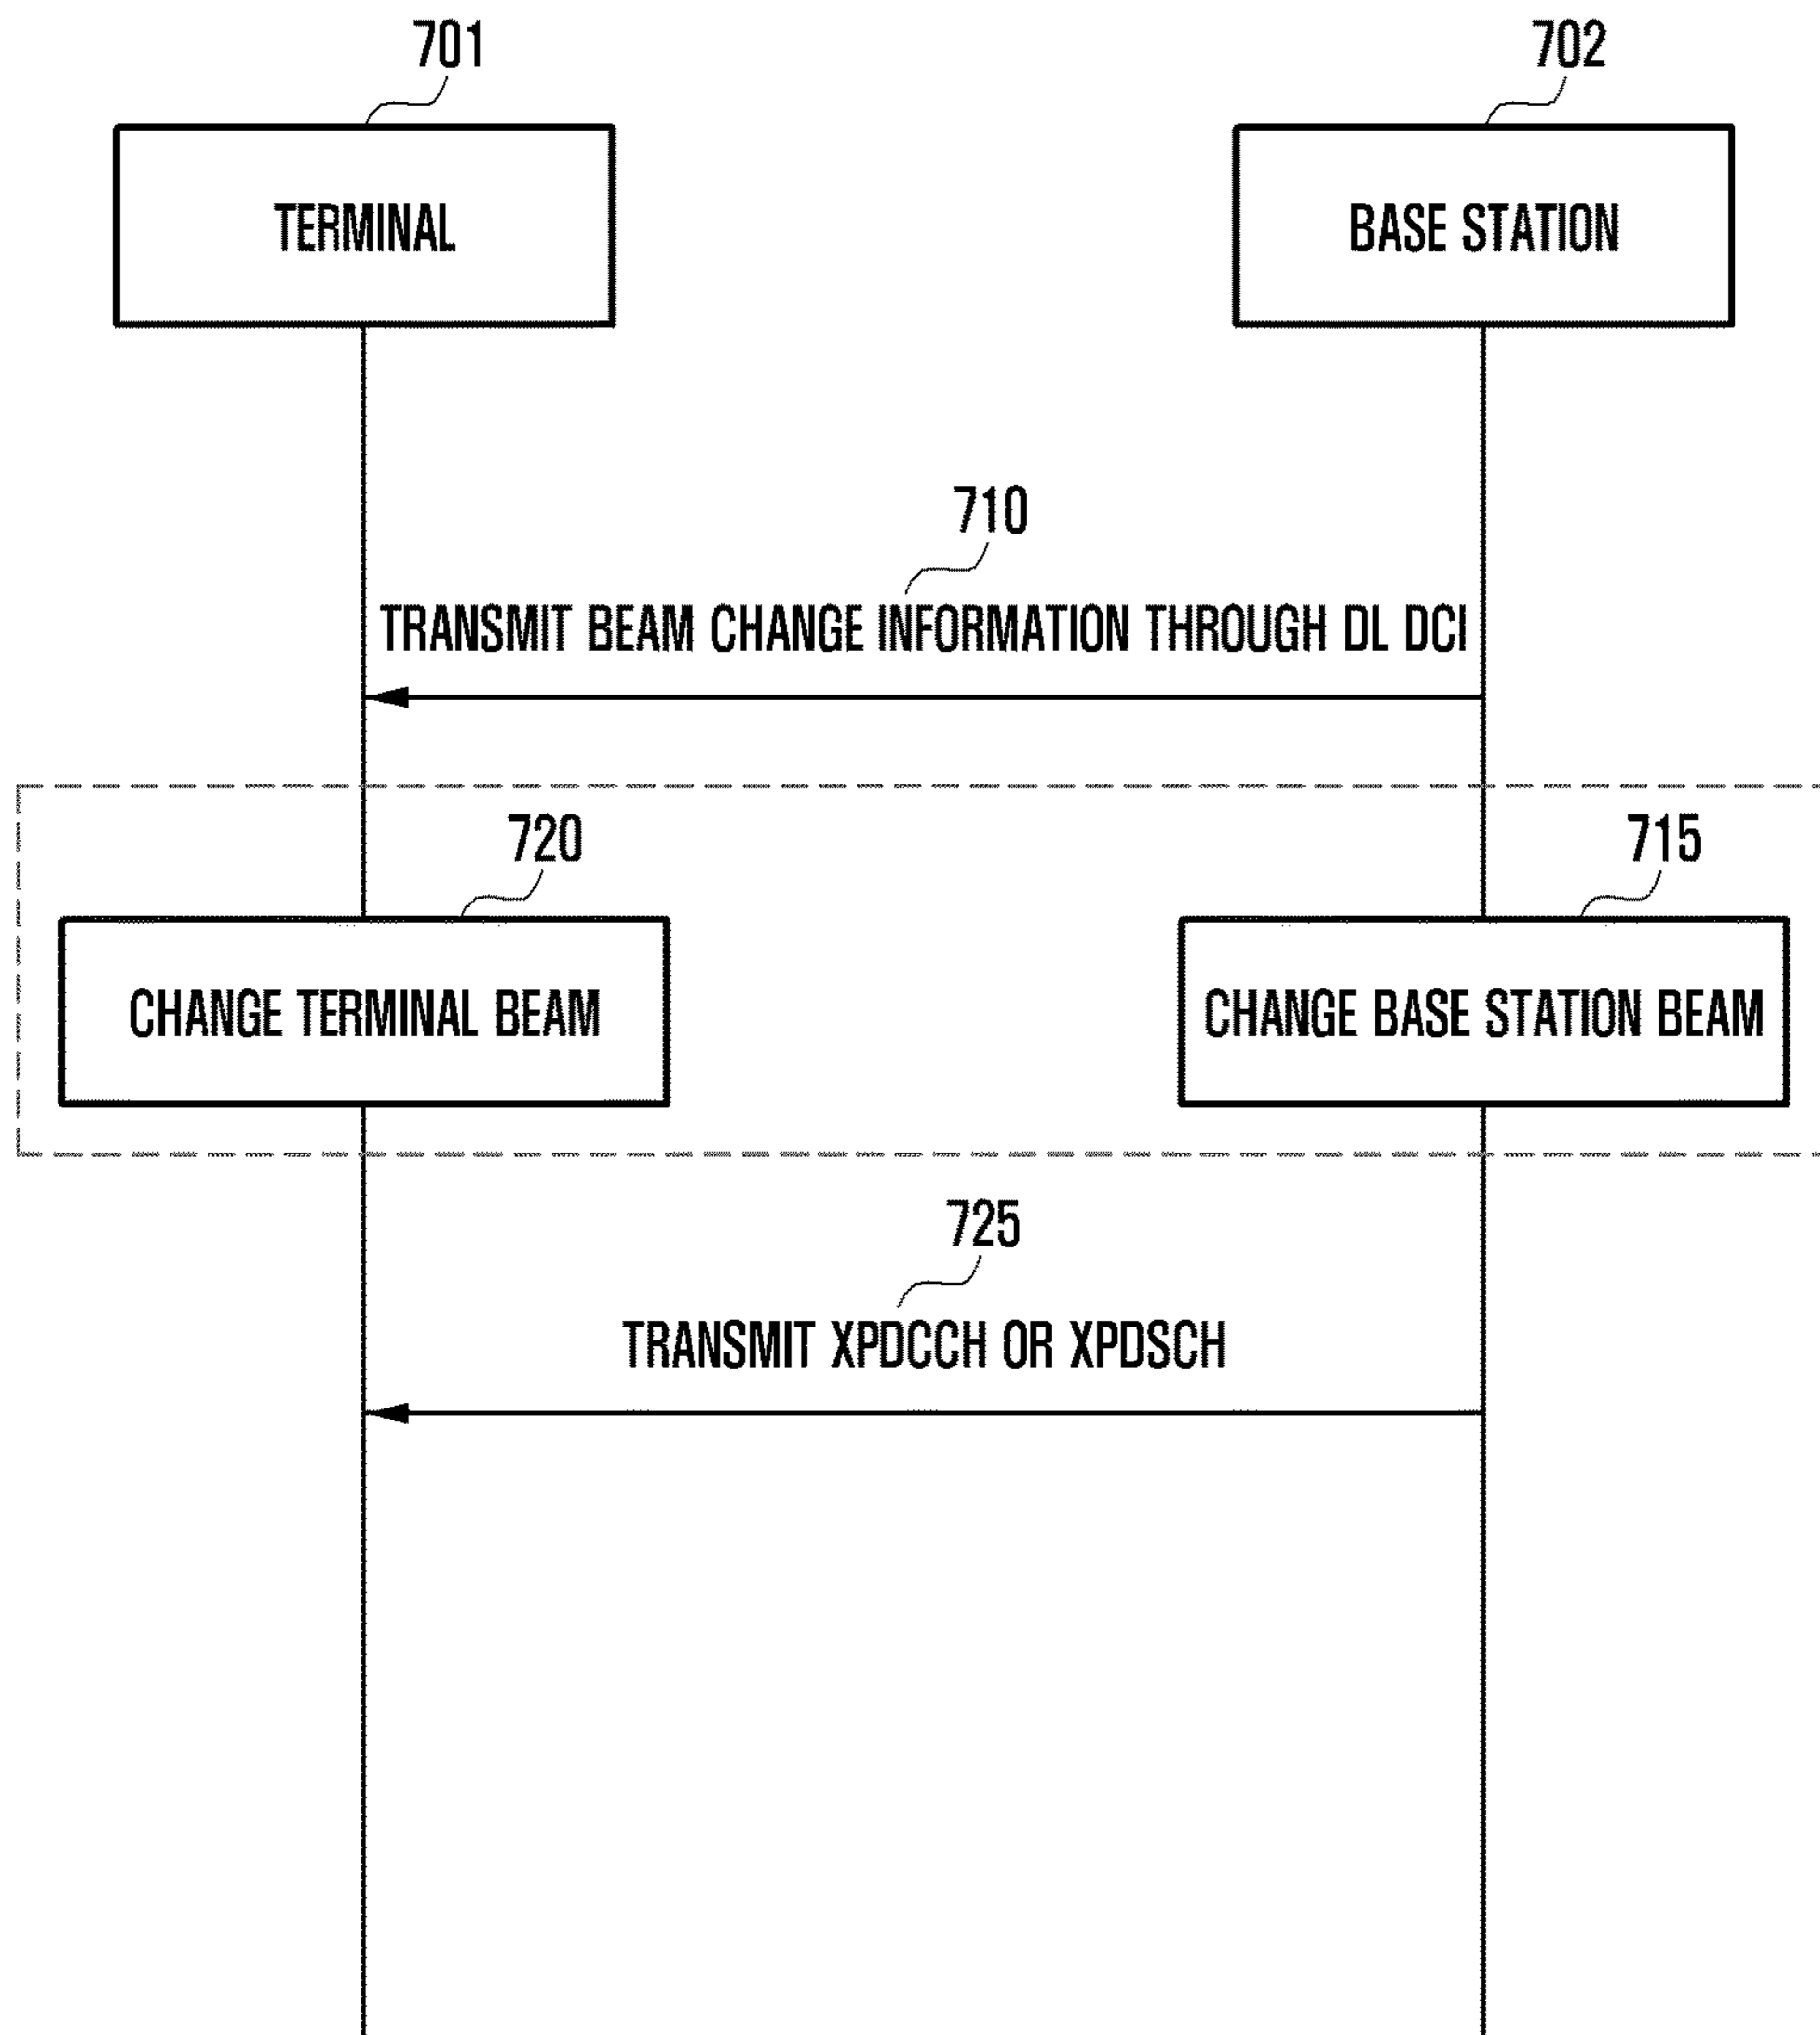 701
702
TERMINAL
BASE STATION
710
TRANSMIT BEAM CHANGE INFORMATION THROUGH DL DCI
720
715
CHANGE TERMINAL BEAM
CHANGE BASE STATION BEAM
725
TRANSMIT XPDCCH OR XPDSCH